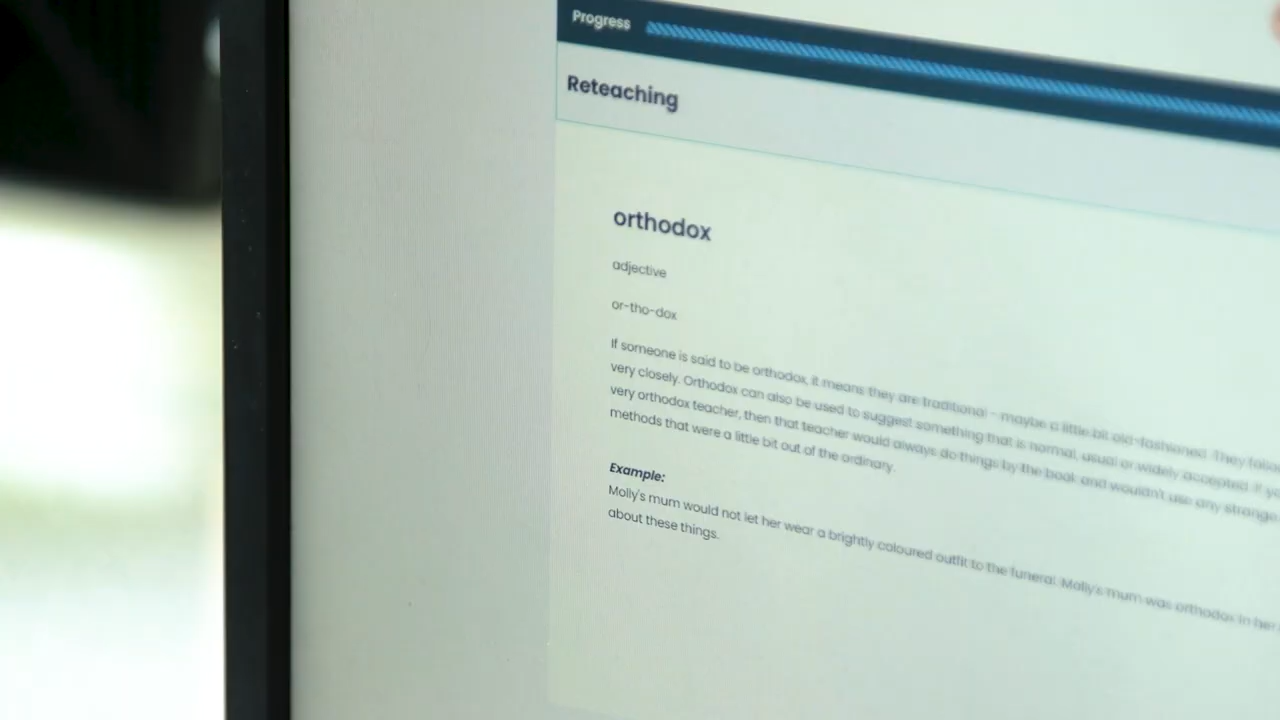 Progress
Reteaching
orthodox
adjective
or-tho-dox
If someone is said to be orthodox, it means they are traditional - maybe a little bit old-fashioned. They follow
very closely. Orthodox can also be used to suggest something that is normal, usual or widely accepted. If
very orthodox teacher, then that teacher would always do things by the book and wouldn't use any strange
methods that were a little bit out of the ordinary.
Example:
Molly's mum would not let her wear a brightly coloured outfit to the funeral. Molly's mum was orthodox in her
about these things.